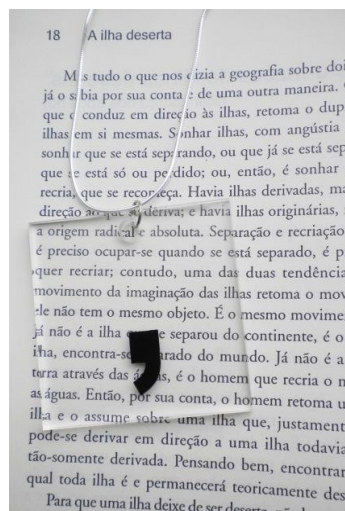 18 A ilha deserta
Mas tudo o que nos dizia a geografia sobre doi
já o sabia por sua conta e de uma outra maneira.
que o conduz em direção às ilhas, retoma o dup
ilhas em si mesmas. Sonhar ilhas, com angústia
sonhar que se está separando, ou que já se está sep
que se está só ou perdido; ou, então, é sonhar
recria, que se recomeça. Havia ilhas derivadas, ma
direção ao que se deriva; e havia ilhas originárias,
a origem radical e absoluta. Separação e recriação
é preciso ocupar-se quando se está separado, é p
quer recriar; contudo, uma das duas tendência
movimento da imaginação das ilhas retoma o mov
ele não tem o mesmo objeto. É o mesmo movime
já não é a ilha que se separou do continente, é o
ilha, encontra-se separado do mundo. Já não é a
terra através das águas, é o homem que recria o m
as águas. Então, por sua conta, o homem retoma u
ilha e o assume sobre uma ilha que, justament
pode-se derivar em direção a uma ilha todavia
tão-somente derivada. Pensando bem, encontrar
qual toda ilha é e permanecerá teoricamente des
Para que uma ilha deixe de ser deserta,